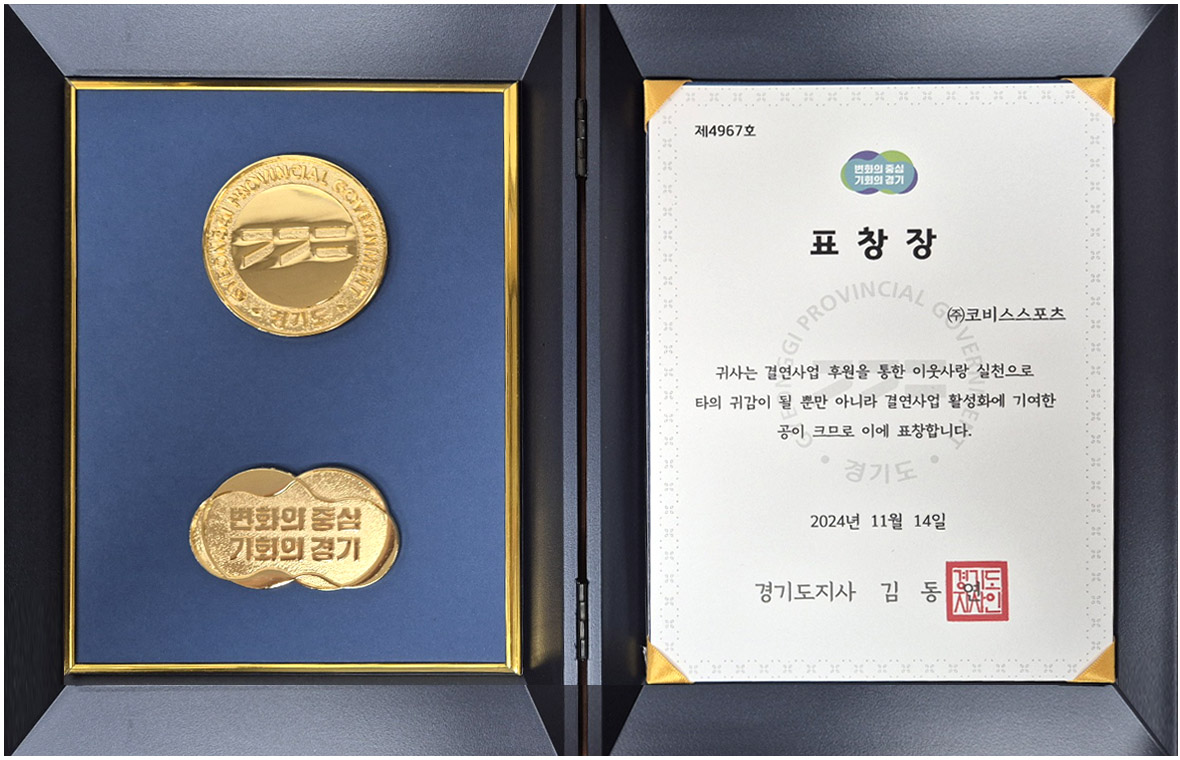 GYEONGGI PROVINCIAL GOVERNMENT
경기도
변화의 중심
기회의 경기
제4967호
변화의 중심
기회의 경기
표 창 장
㈜코비스스포츠
귀사는 결연사업 후원을 통한 이웃사랑 실천으로
타의 귀감이 될 뿐만 아니라 결연사업 활성화에 기여한
공이 크므로 이에 표창합니다.
GYEONGGI PROVINCIAL GOVERNMENT
• 경기도 •
2024년 11월 14일
경기도지사 김 동 연
경기도
지사인